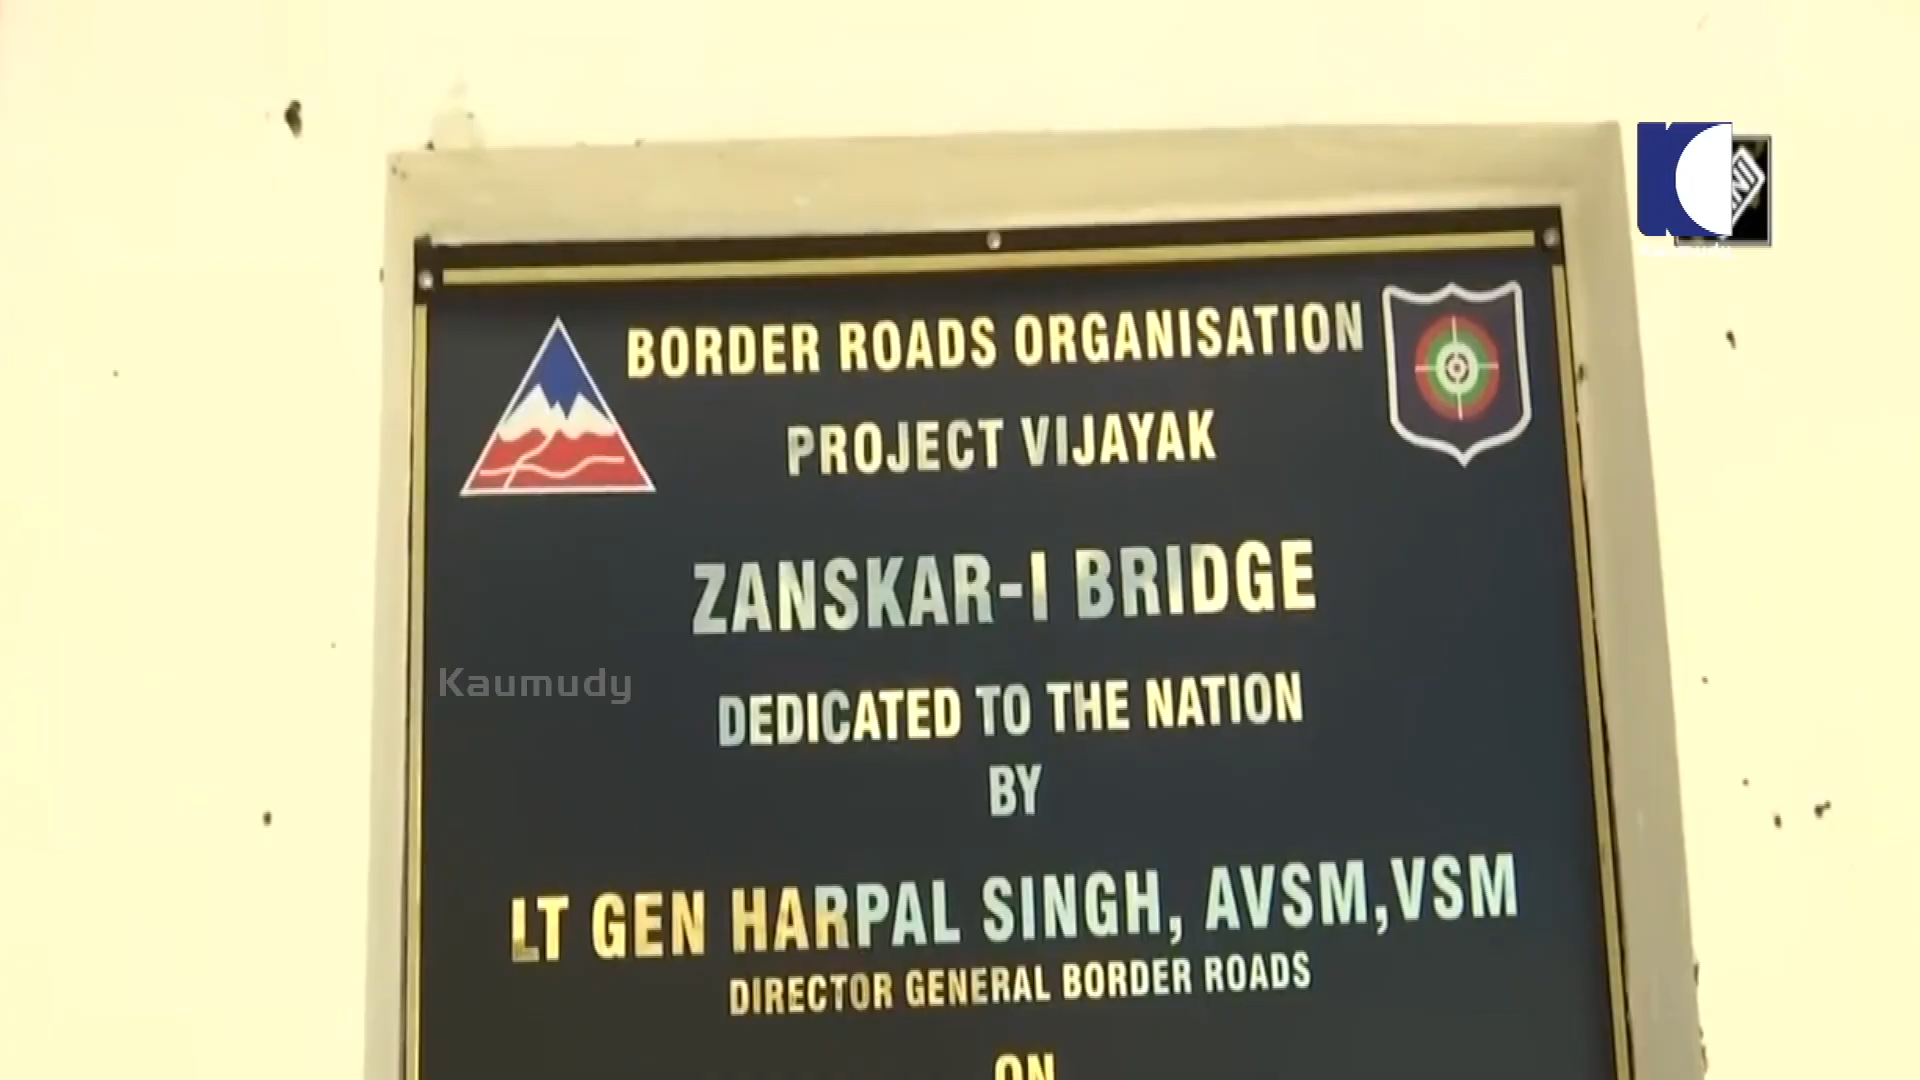 BORDER ROADS ORGANISATION
PROJECT VIJAYAK
ZANSKAR-I BRIDGE
Kaumudy
DEDICATED TO THE NATION
BY
LT GEN HARPAL SINGH, AVSM,VSM
DIRECTOR GENERAL BORDER ROADS
ON